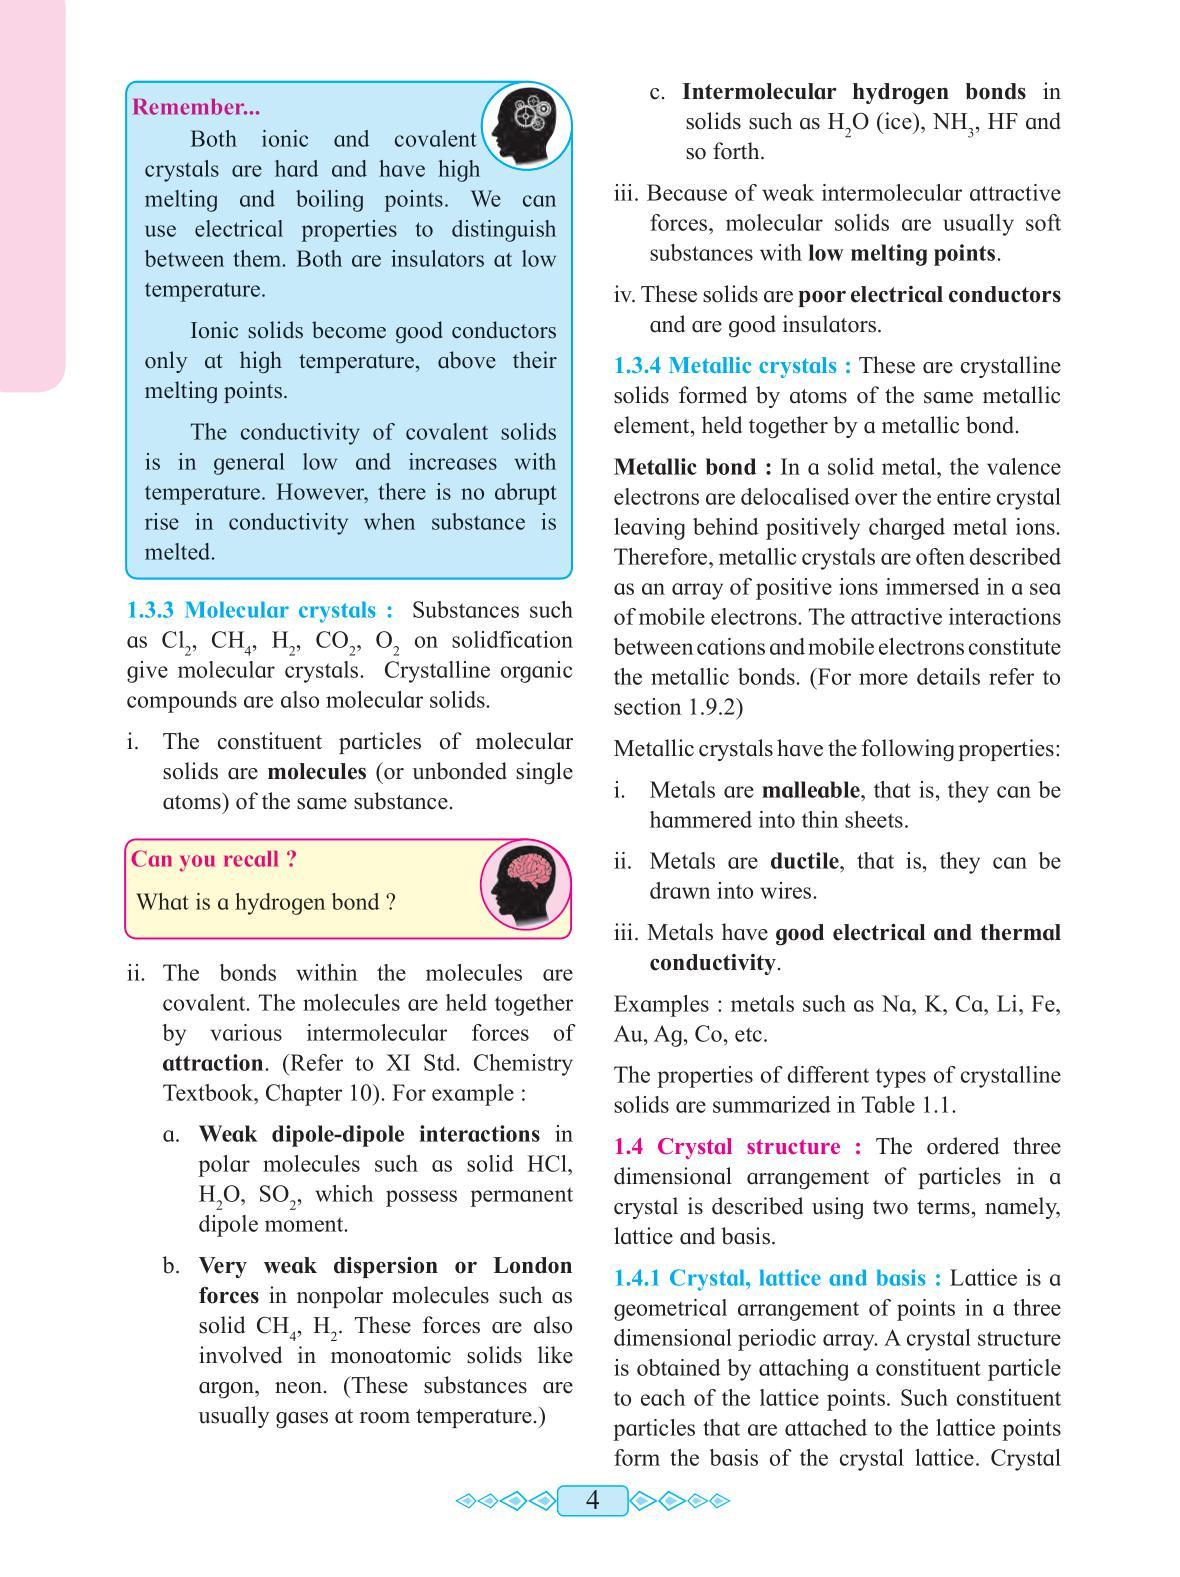 Remember...
Both ionic and covalent
crystals are hard and have high
melting and boiling points. We can
use electrical properties to distinguish
between them. Both are insulators at low
temperature.
Ionic solids become good conductors
only at high temperature, above their
melting points.
The conductivity of covalent solids
is in general low and increases with
temperature. However, there is no abrupt
rise in conductivity when substance is
melted.
1.3.3 Molecular crystals : Substances such
as Cl₂, CH₄, H₂, CO₂, O₂ on solidfication
give molecular crystals. Crystalline organic
compounds are also molecular solids.
i. The constituent particles of molecular
solids are molecules (or unbonded single
atoms) of the same substance.
Can you recall ?
What is a hydrogen bond ?
ii. The bonds within the molecules are
covalent. The molecules are held together
by various intermolecular forces of
attraction. (Refer to XI Std. Chemistry
Textbook, Chapter 10). For example :
a. Weak dipole-dipole interactions in
polar molecules such as solid HCl,
H₂O, SO₂, which possess permanent
dipole moment.
b. Very weak dispersion or London
forces in nonpolar molecules such as
solid CH₄, H₂. These forces are also
involved in monoatomic solids like
argon, neon. (These substances are
usually gases at room temperature.)
c. Intermolecular hydrogen bonds in
solids such as H₂O (ice), NH₃, HF and
so forth.
iii. Because of weak intermolecular attractive
forces, molecular solids are usually soft
substances with low melting points.
iv. These solids are poor electrical conductors
and are good insulators.
1.3.4 Metallic crystals : These are crystalline
solids formed by atoms of the same metallic
element, held together by a metallic bond.
Metallic bond : In a solid metal, the valence
electrons are delocalised over the entire crystal
leaving behind positively charged metal ions.
Therefore, metallic crystals are often described
as an array of positive ions immersed in a sea
of mobile electrons. The attractive interactions
between cations and mobile electrons constitute
the metallic bonds. (For more details refer to
section 1.9.2)
Metallic crystals have the following properties:
i. Metals are malleable, that is, they can be
hammered into thin sheets.
ii. Metals are ductile, that is, they can be
drawn into wires.
iii. Metals have good electrical and thermal
conductivity.
Examples : metals such as Na, K, Ca, Li, Fe,
Au, Ag, Co, etc.
The properties of different types of crystalline
solids are summarized in Table 1.1.
1.4 Crystal structure : The ordered three
dimensional arrangement of particles in a
crystal is described using two terms, namely,
lattice and basis.
1.4.1 Crystal, lattice and basis : Lattice is a
geometrical arrangement of points in a three
dimensional periodic array. A crystal structure
is obtained by attaching a constituent particle
to each of the lattice points. Such constituent
particles that are attached to the lattice points
form the basis of the crystal lattice. Crystal
4